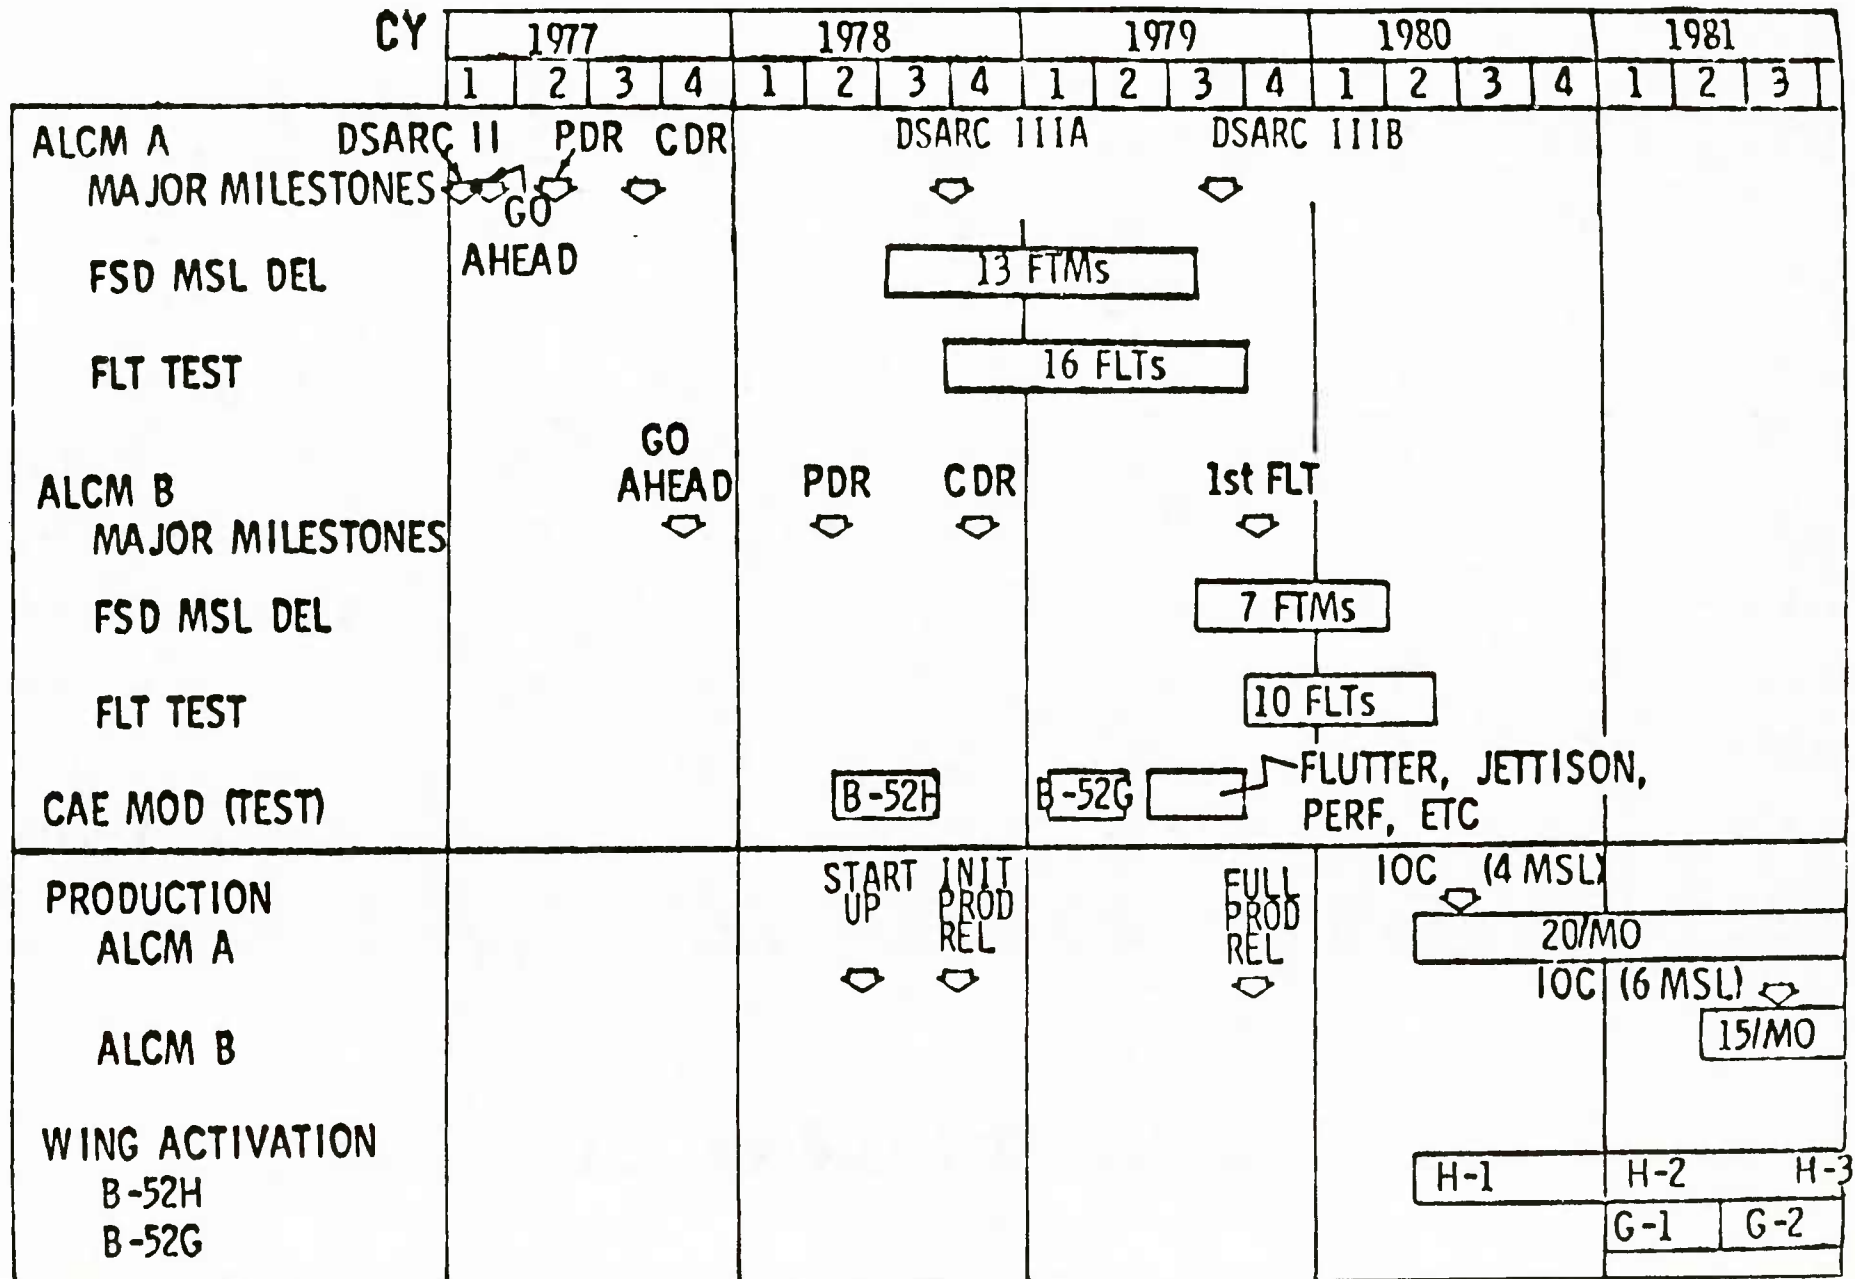 CY 1977 1978 1979 1980 1981
1 2 3 4 1 2 3 4 1 2 3 4 1 2 3 4 1 2 3
ALCM A DSARC II PDR CDR DSARC IIIA DSARC IIIB
MAJOR MILESTONES
GO
AHEAD
FSD MSL DEL 13 FTMs
FLT TEST 16 FLTs
GO
AHEAD PDR CDR 1st FLT
ALCM B
MAJOR MILESTONES
FSD MSL DEL 7 FTMs
FLT TEST 10 FLTs
CAE MOD (TEST) B-52H B-52G FLUTTER, JETTISON,
PERF, ETC
PRODUCTION
START
UP
INIT
PROD
REL
FULL
PROD
REL
IOC (4 MSL)
ALCM A 20/MO
IOC (6 MSL)
ALCM B 15/MO
WING ACTIVATION
B-52H H-1 H-2 H-3
B-52G G-1 G-2